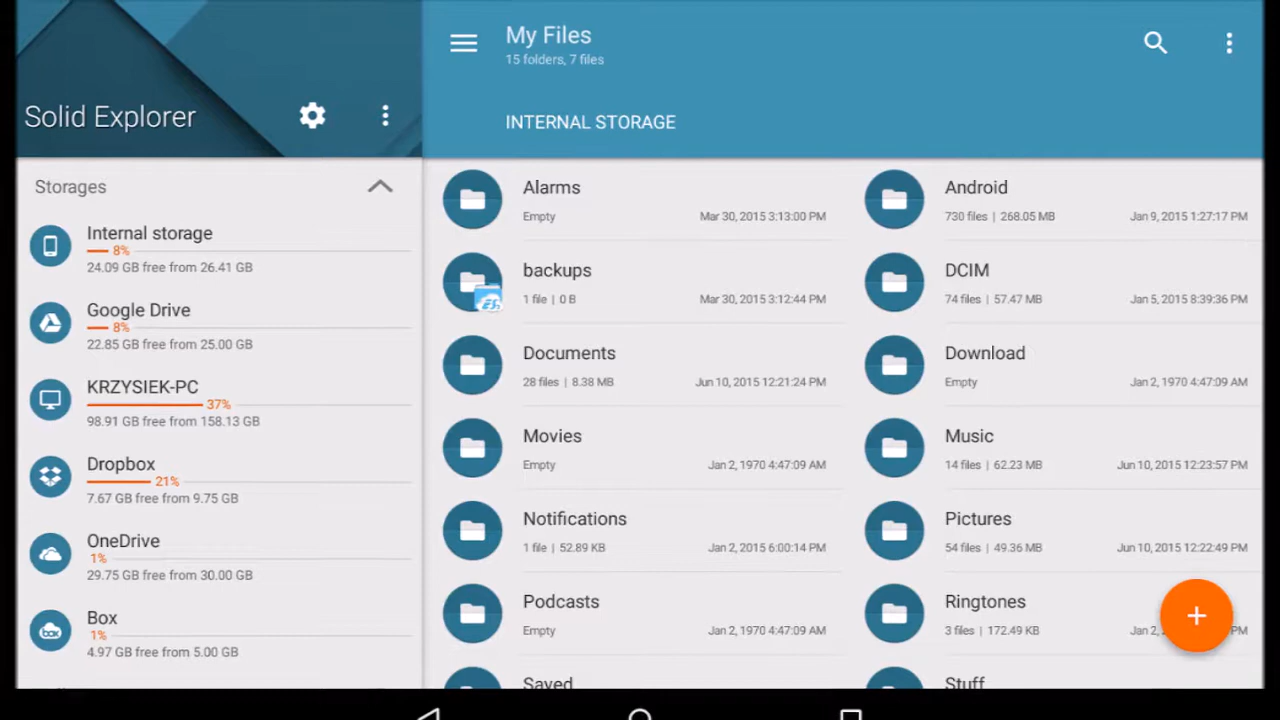 Solid Explorer
Storages
Internal storage
8%
24.09 GB free from 26.41 GB
Google Drive
8%
22.85 GB free from 25.00 GB
KRZYSIEK-PC
37%
98.91 GB free from 158.13 GB
Dropbox
21%
7.67 GB free from 9.75 GB
OneDrive
1%
29.75 GB free from 30.00 GB
Box
1%
4.97 GB free from 5.00 GB
My Files
15 folders, 7 files
INTERNAL STORAGE
Alarms
Empty Mar 30, 2015 3:13:00 PM
Android
730 files | 268.05 MB Jan 9, 2015 1:27:17 PM
backups
1 file | 0 B Mar 30, 2015 3:12:44 PM
DCIM
74 files | 57.47 MB Jan 5, 2015 8:39:36 PM
Documents
28 files | 8.38 MB Jun 10, 2015 12:21:24 PM
Download
Empty Jan 2, 1970 4:47:09 AM
Movies
Empty Jan 2, 1970 4:47:09 AM
Music
14 files | 62.23 MB Jun 10, 2015 12:23:57 PM
Notifications
1 file | 52.89 KB Jan 2, 2015 6:00:14 PM
Pictures
54 files | 49.36 MB Jun 10, 2015 12:22:49 PM
Podcasts
Empty Jan 2, 1970 4:47:09 AM
Ringtones
3 files | 172.49 KB Jan 2, PM
Saved
Stuff